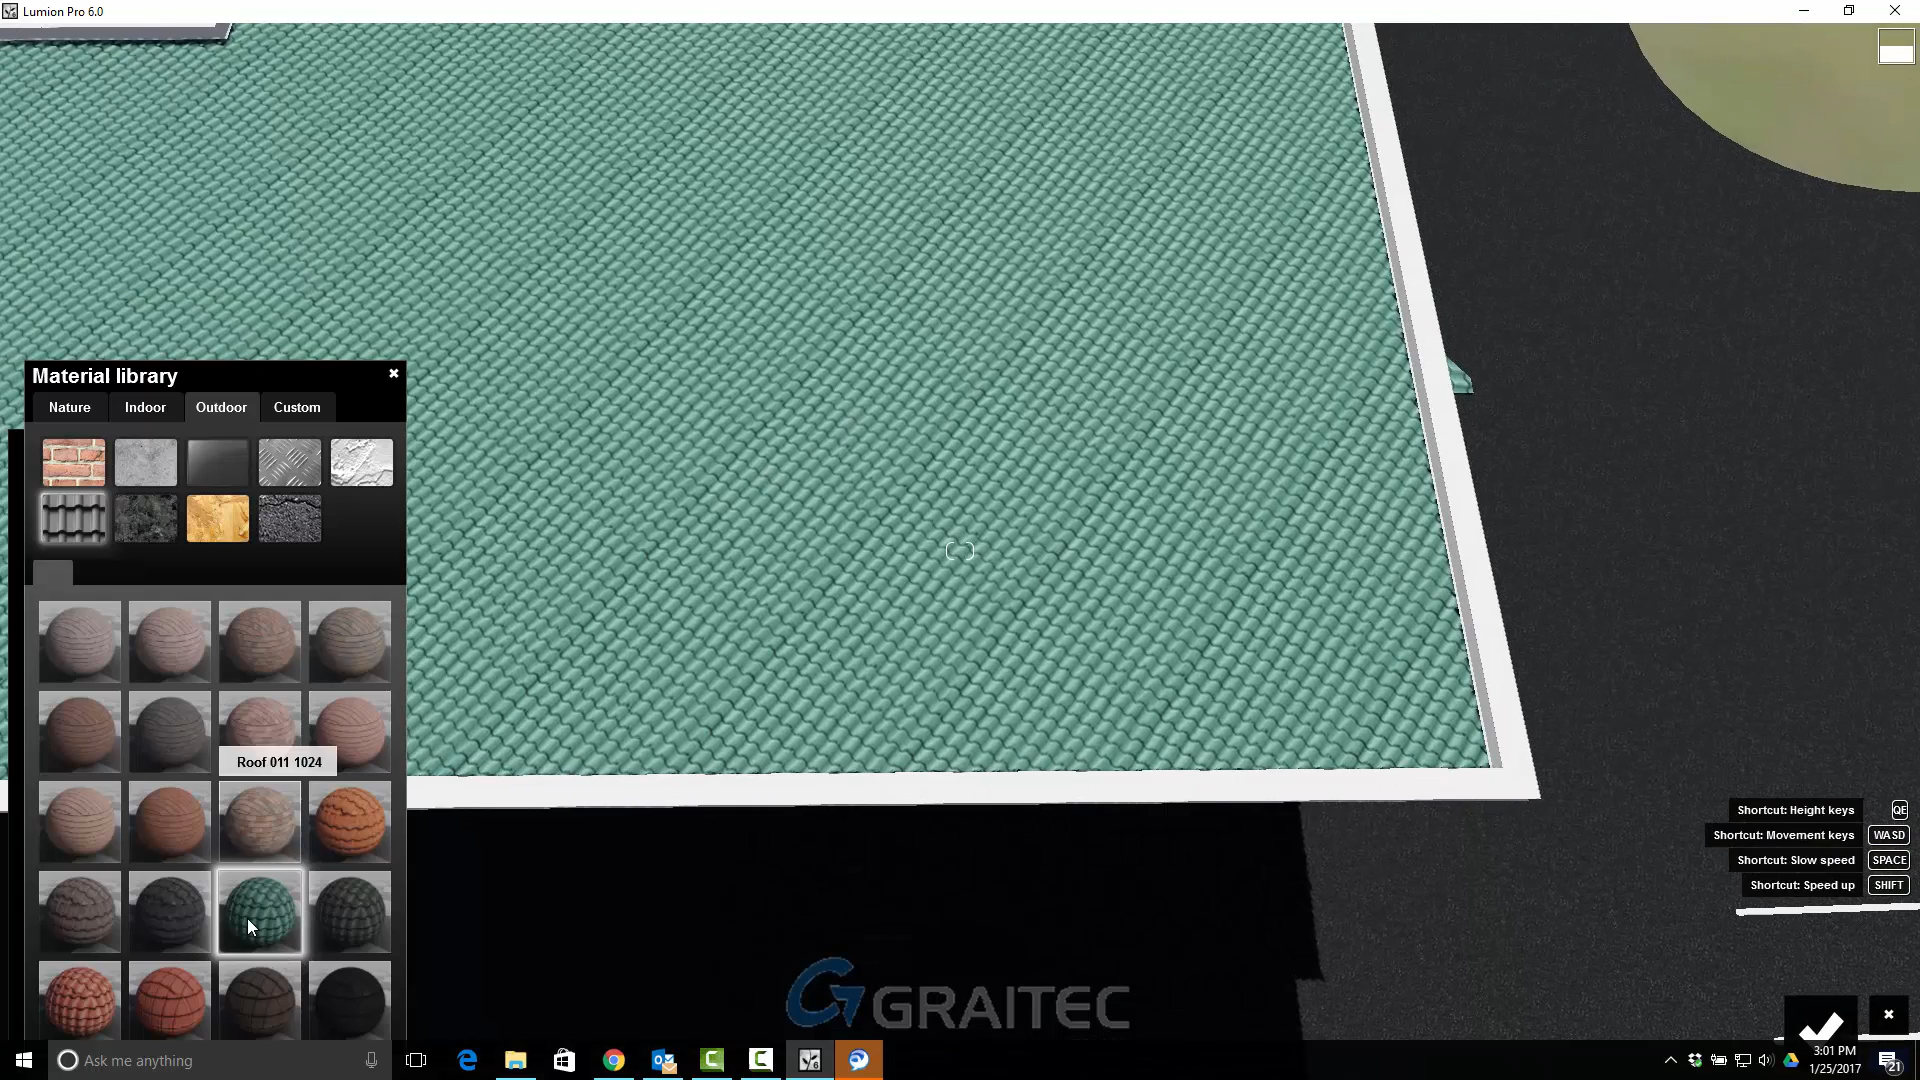 Lumion Pro 6.0
Material library
Nature Indoor Outdoor Custom
Roof 011 1024
Shortcut: Height keys QE
Shortcut: Movement keys WASD
Shortcut: Slow speed SPACE
Shortcut: Speed up SHIFT
GRAITEC
Ask me anything
3:01 PM
1/25/2017
21